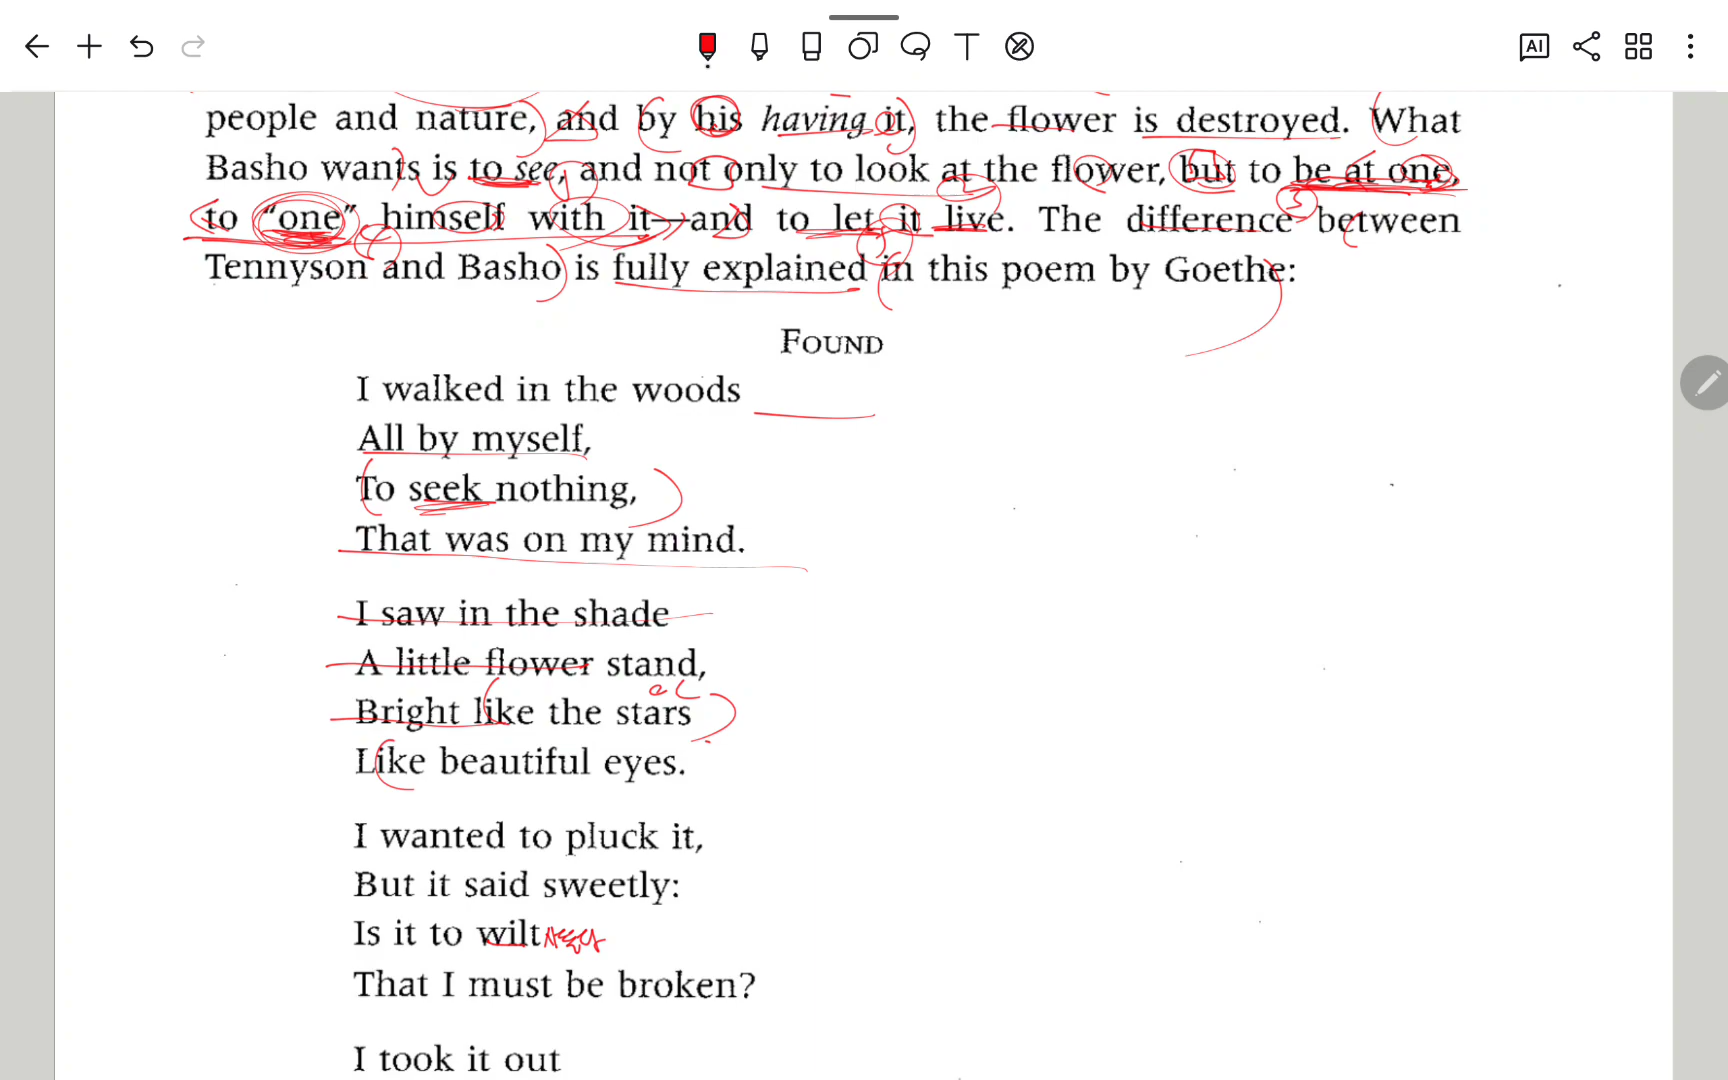 AI
T
people and nature, and by his having it, the flower is destroyed. What
Basho wants is to see, and not only to look at the flower, but to be at one,
to “one” himself with it—and to let it live. The difference between
Tennyson and Basho is fully explained in this poem by Goethe:
FOUND
I walked in the woods
All by myself,
To seek nothing,
That was on my mind.
I saw in the shade
A little flower stand,
Bright like the stars
Like beautiful eyes.
I wanted to pluck it,
But it said sweetly:
Is it to wilt
That I must be broken?
I took it out